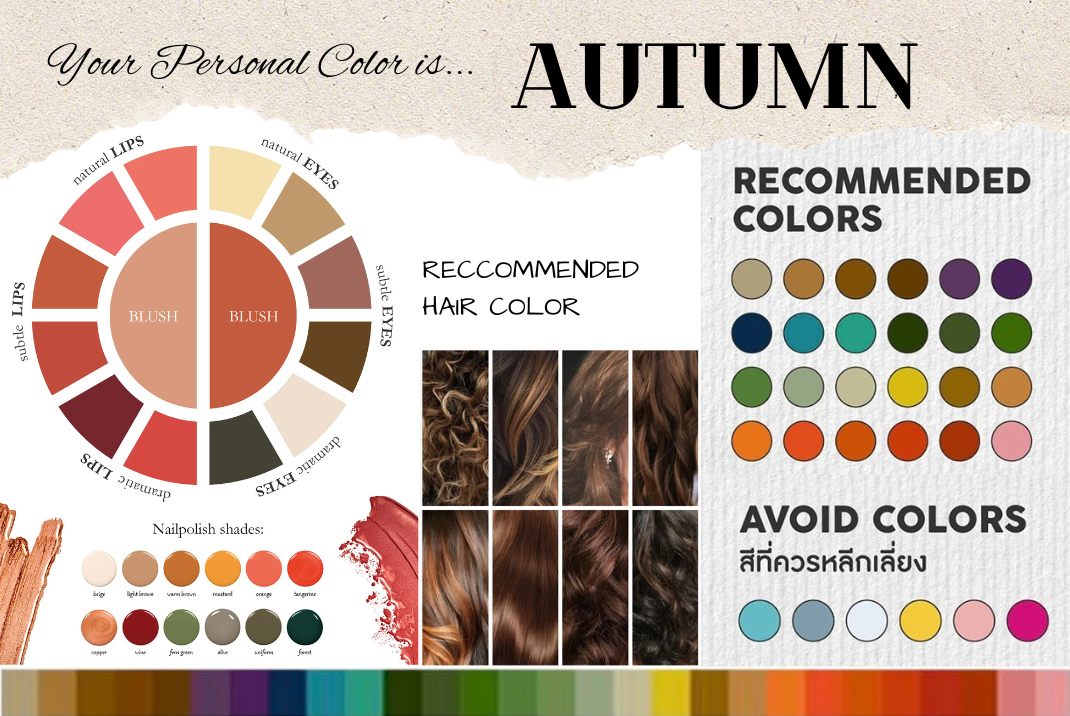 Your Personal Color is...
AUTUMN
natural LIPS
natural EYES
subtle LIPS
subtle EYES
BLUSH
BLUSH
dramatic LIPS
dramatic EYES
Nailpolish shades:
beige
light brown
warm brown
mustard
orange
tangerine
copper
wine
fern green
olive
uniform
forest
RECCOMMENDED
HAIR COLOR
RECOMMENDED
COLORS
AVOID COLORS
สีที่ควรหลีกเลี่ยง